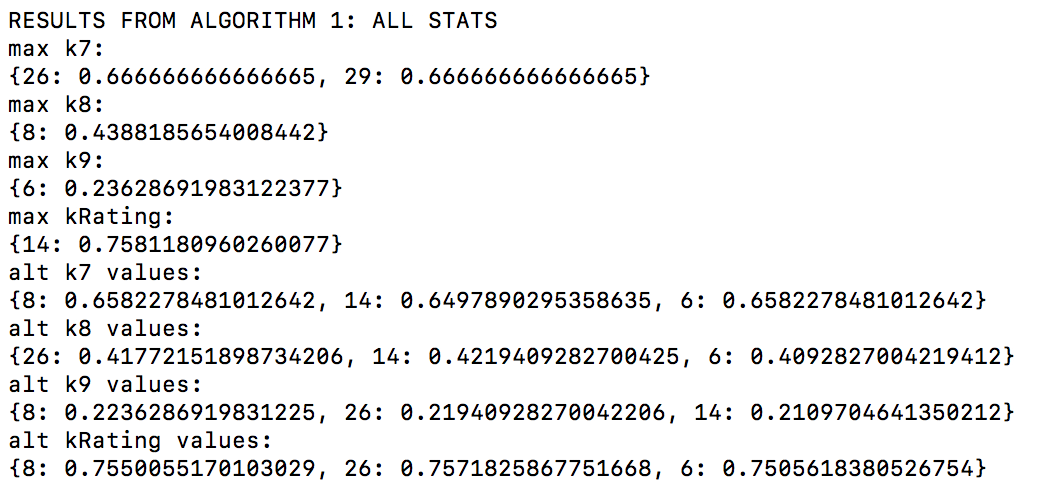 RESULTS FROM ALGORITHM 1: ALL STATS
max k7:
{26: 0.666666666666665, 29: 0.666666666666665}
max k8:
{8: 0.4388185654008442}
max k9:
{6: 0.23628691983122377}
max kRating:
{14: 0.7581180960260077}
alt k7 values:
{8: 0.6582278481012642, 14: 0.6497890295358635, 6: 0.6582278481012642}
alt k8 values:
{26: 0.41772151898734206, 14: 0.4219409282700425, 6: 0.4092827004219412}
alt k9 values:
{8: 0.2236286919831225, 26: 0.21940928270042206, 14: 0.2109704641350212}
alt kRating values:
{8: 0.7550055170103029, 26: 0.7571825867751668, 6: 0.7505618380526754}